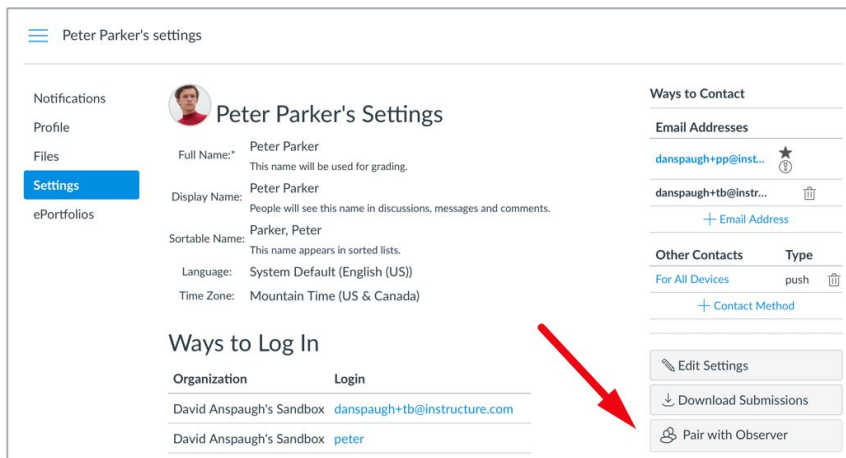 Peter Parker's settings
Notifications
Profile
Files
Settings
ePortfolios
Peter Parker's Settings
Full Name:* Peter Parker
This name will be used for grading.
Display Name: Peter Parker
People will see this name in discussions, messages and comments.
Sortable Name: Parker, Peter
This name appears in sorted lists.
Language: System Default (English (US))
Time Zone: Mountain Time (US & Canada)
Ways to Log In
Organization Login
David Anspaugh's Sandbox danspaugh+tb@instructure.com
David Anspaugh's Sandbox peter
Ways to Contact
Email Addresses
danspaugh+pp@inst...
danspaugh+tb@instr...
+ Email Address
Other Contacts Type
For All Devices push
+ Contact Method
Edit Settings
Download Submissions
Pair with Observer